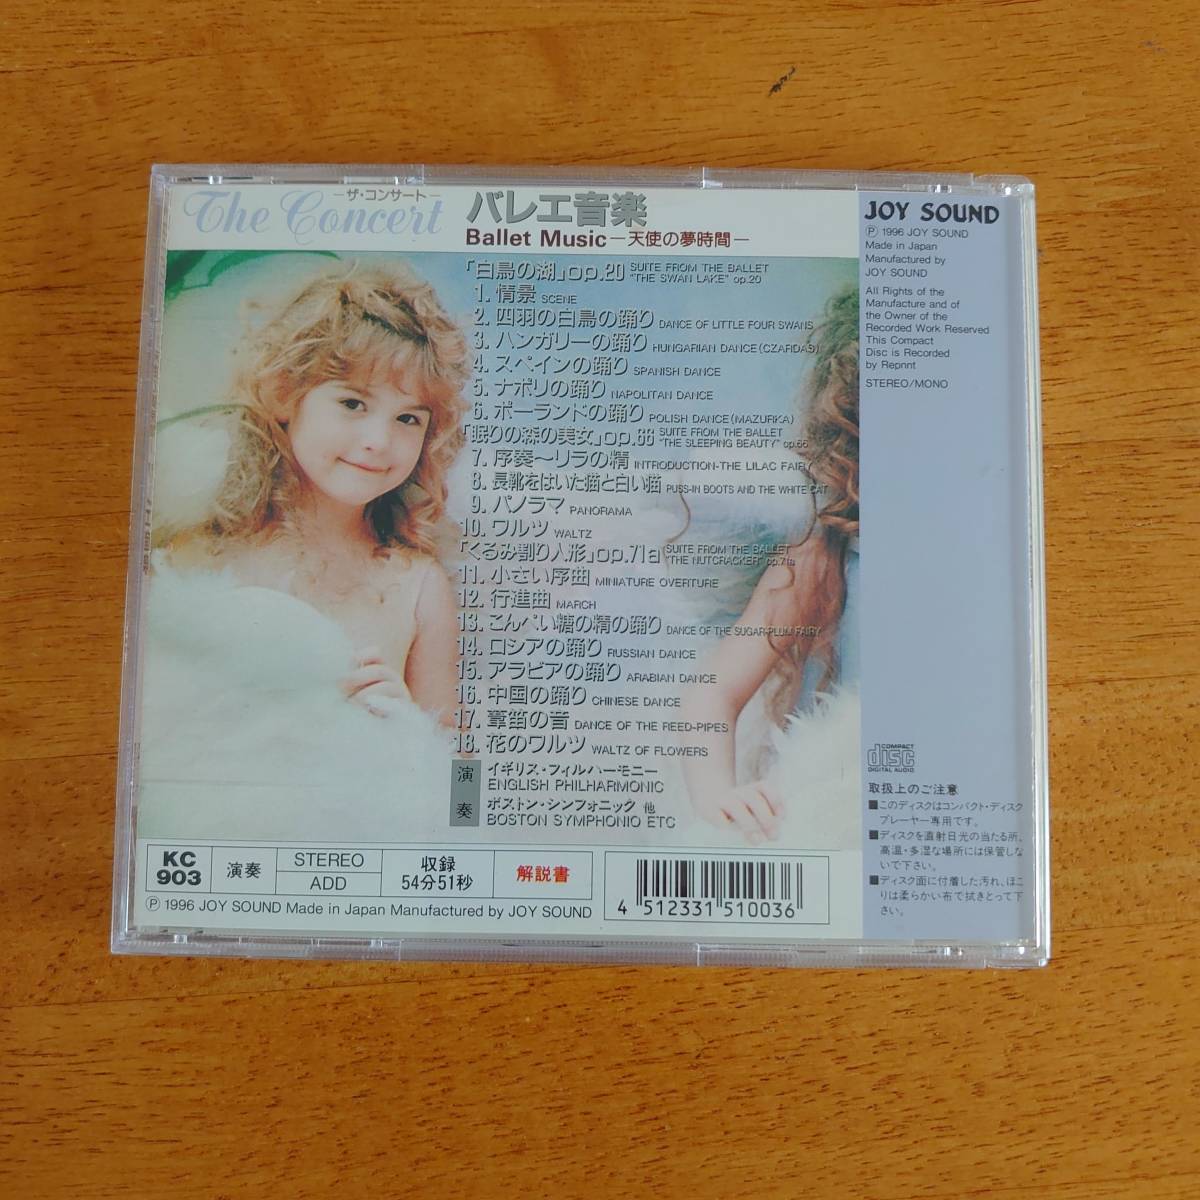 －ザ・コンサート－
The Concert
バレエ音楽
Ballet Music－天使の夢時間－
「白鳥の湖」op.20 SUITE FROM THE BALLET
"THE SWAN LAKE" op.20
1. 情景 SCENE
2. 四羽の白鳥の踊り DANCE OF LITTLE FOUR SWANS
3. ハンガリーの踊り HUNGARIAN DANCE(CZARDAS)
4. スペインの踊り SPANISH DANCE
5. ナポリの踊り NAPOLITAN DANCE
6. ポーランドの踊り POLISH DANCE(MAZURKA)
「眠りの森の美女」op.66 SUITE FROM THE BALLET
"THE SLEEPING BEAUTY" op.66
7. 序奏〜リラの精 INTRODUCTION-THE LILAC FAIRY
8. 長靴をはいた猫と白い猫 PUSS-IN BOOTS AND THE WHITE CAT
9. パノラマ PANORAMA
10. ワルツ WALTZ
「くるみ割り人形」op.71a SUITE FROM THE BALLET
"THE NUTCRACKER" op.71a
11. 小さい序曲 MINIATURE OVERTURE
12. 行進曲 MARCH
13. こんぺい糖の精の踊り DANCE OF THE SUGAR-PLUM FAIRY
14. ロシアの踊り RUSSIAN DANCE
15. アラビアの踊り ARABIAN DANCE
16. 中国の踊り CHINESE DANCE
17. 葦笛の音 DANCE OF THE REED-PIPES
18. 花のワルツ WALTZ OF FLOWERS
演奏
イギリス・フィルハーモニー
ENGLISH PHILHARMONIC
ボストン・シンフォニック 他
BOSTON SYMPHONIO ETC
KC
903
演奏
STEREO
ADD
収録
54分51秒
解説書
Ⓟ 1996 JOY SOUND Made in Japan Manufactured by JOY SOUND
4 512331 510036
JOY SOUND
Ⓟ 1996 JOY SOUND
Made in Japan
Manufactured by
JOY SOUND
All Rights of the
Manufacture and of
the Owner of the
Recorded Work Reserved
This Compact
Disc is Recorded
by Repnnt
STEREO/MONO
COMPACT
disc
DIGITAL AUDIO
取扱上のご注意
■このディスクはコンパクト・ディスク
プレーヤー専用です。
■ディスクを直射日光の当たる所、
高温・多湿な場所には保管しな
いで下さい。
■ディスク面に付着した汚れ、ほこ
りは柔らかい布で拭きとって下
さい。